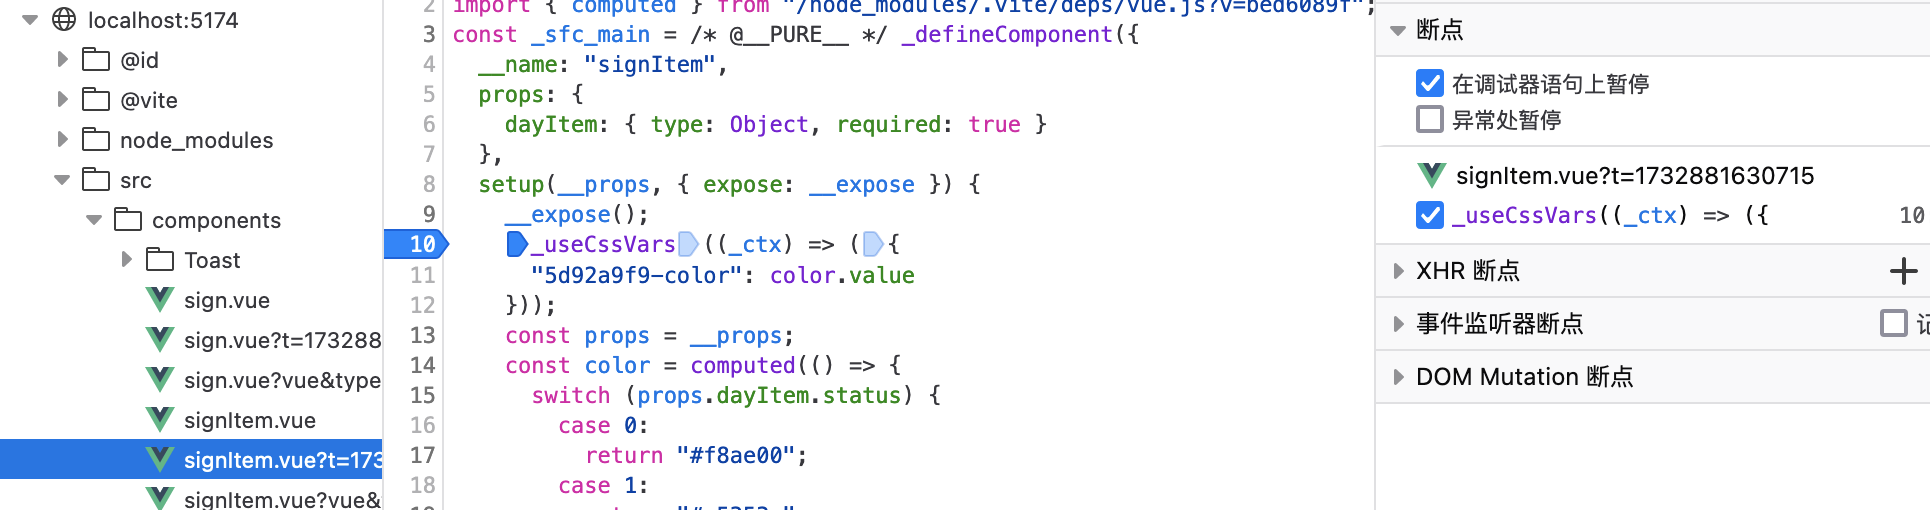 localhost:5174
@id
@vite
node_modules
src
components
Toast
sign.vue
sign.vue?t=173288
sign.vue?vue&type
signItem.vue
signItem.vue?t=173
signItem.vue?vue&
2 import { computed } from "/node_modules/.vite/deps/vue.js?v=bed6089f";
3 const _sfc_main = /* @__PURE__ */ _defineComponent({
4 __name: "signItem",
5 props: {
6 dayItem: { type: Object, required: true }
7 },
8 setup(__props, { expose: __expose }) {
9 __expose();
10 _useCssVars((_ctx) => ({
11 "5d92a9f9-color": color.value
12 }));
13 const props = __props;
14 const color = computed(() => {
15 switch (props.dayItem.status) {
16 case 0:
17 return "#f8ae00";
18 case 1:
断点
在调试器语句上暂停
异常处暂停
signItem.vue?t=1732881630715
_useCssVars((_ctx) => ({ 10
XHR 断点
事件监听器断点
DOM Mutation 断点